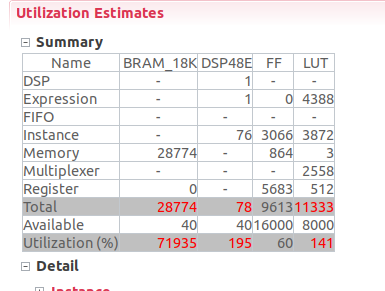 Utilization Estimates
Summary
Name BRAM_18K DSP48E FF LUT
DSP - 1 - -
Expression - 1 0 4388
FIFO - - - -
Instance - 76 3066 3872
Memory 28774 - 864 3
Multiplexer - - - 2558
Register 0 - 5683 512
Total 28774 78 9613 11333
Available 40 40 16000 8000
Utilization (%) 71935 195 60 141
Detail
Instance